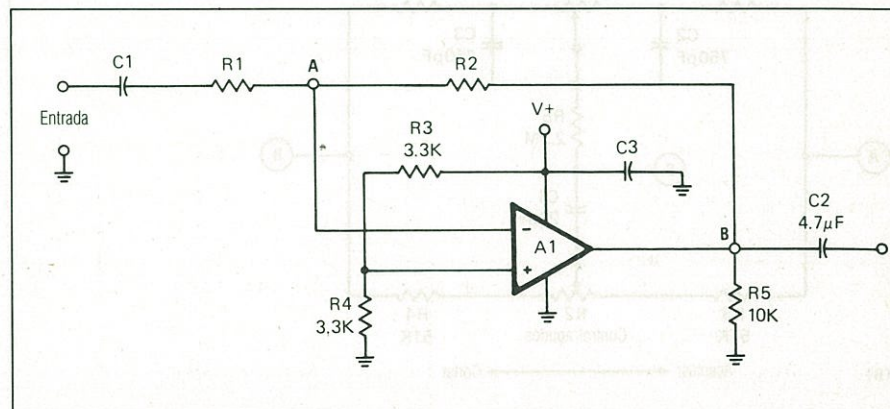 C1
R1
A
R2
Entrada
R3
3.3K
V+
C3
A1
−
+
B
C2
4.7µF
R4
3,3K
R5
10K